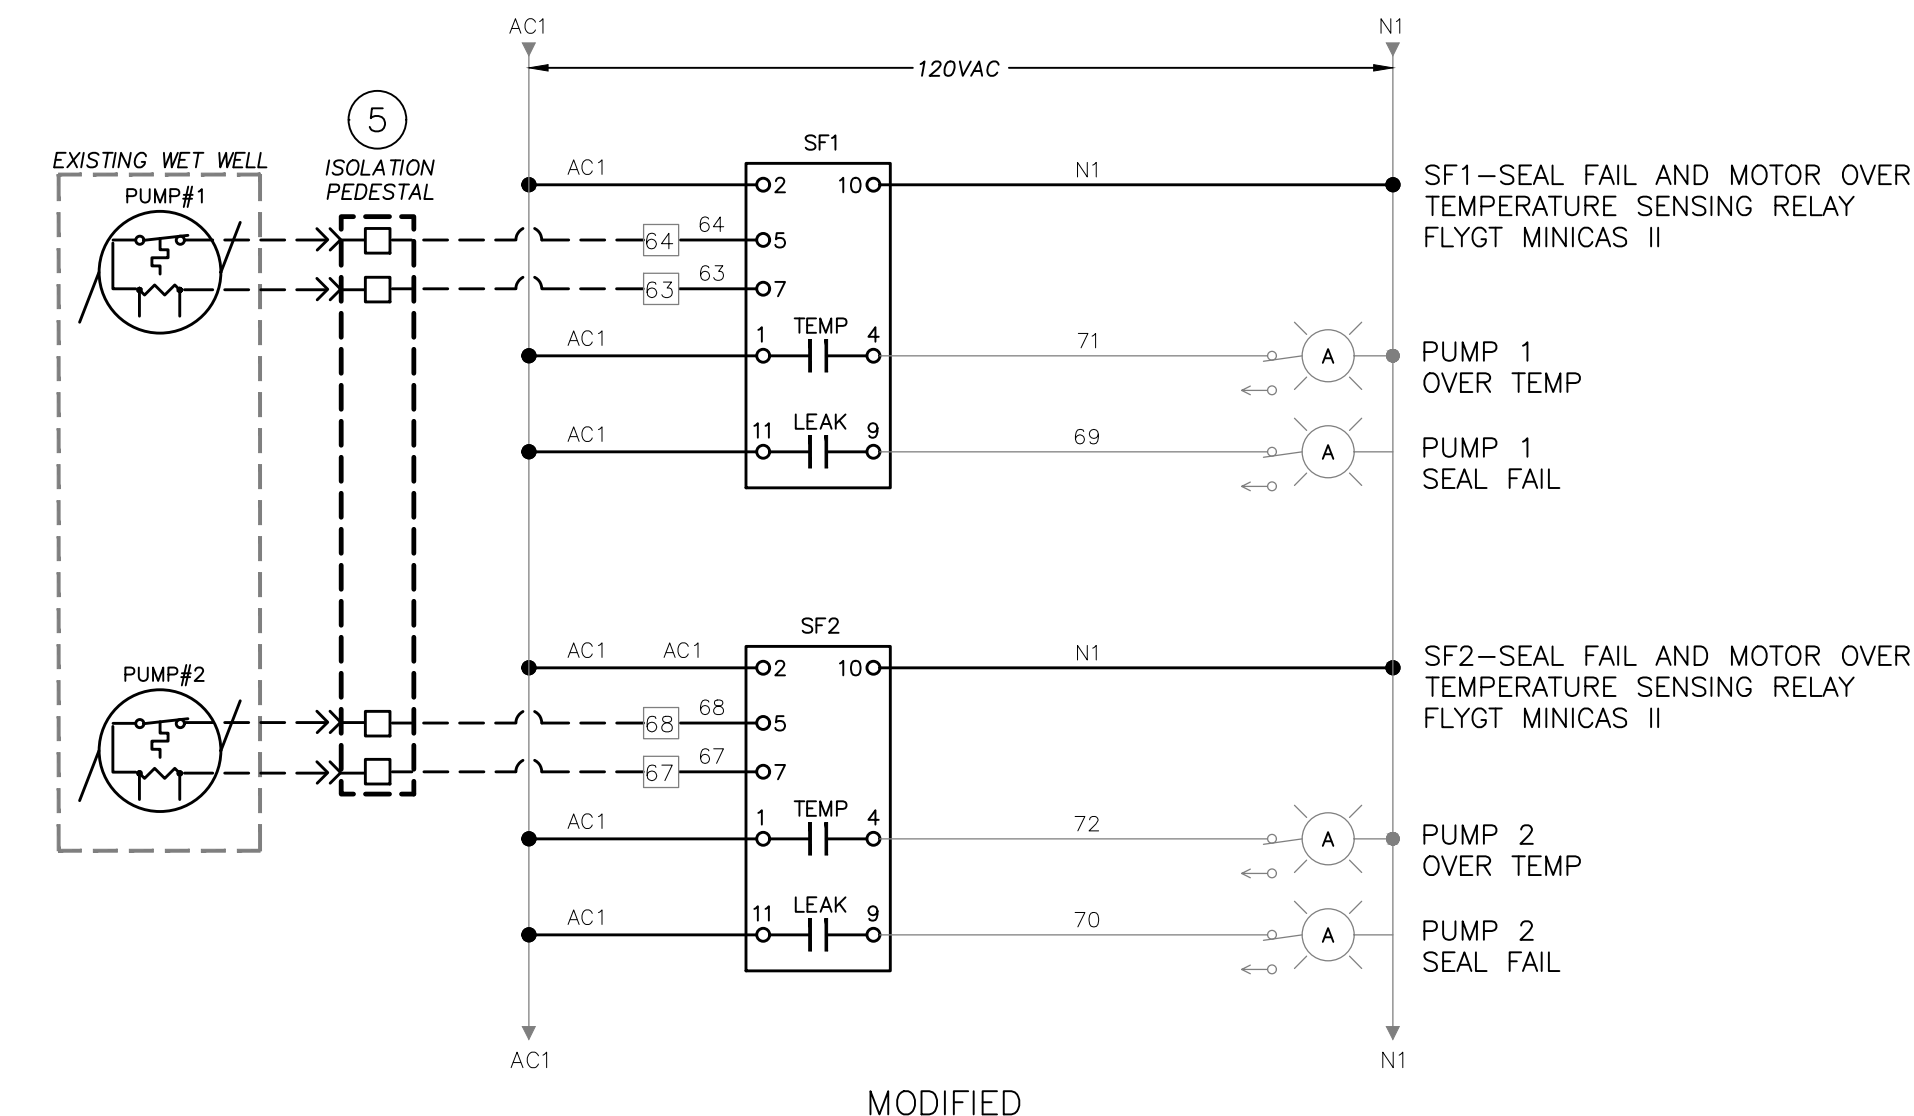 AC1
N1
120VAC
5
EXISTING WET WELL
ISOLATION
PEDESTAL
PUMP#1
SF1
AC1
2
10
N1
SF1-SEAL FAIL AND MOTOR OVER
TEMPERATURE SENSING RELAY
FLYGT MINICAS II
64
64
5
63
63
7
AC1
1
TEMP
4
71
A
PUMP 1
OVER TEMP
AC1
11
LEAK
9
69
A
PUMP 1
SEAL FAIL
PUMP#2
SF2
AC1
AC1
2
10
N1
SF2-SEAL FAIL AND MOTOR OVER
TEMPERATURE SENSING RELAY
FLYGT MINICAS II
68
68
5
67
67
7
AC1
1
TEMP
4
72
A
PUMP 2
OVER TEMP
AC1
11
LEAK
9
70
A
PUMP 2
SEAL FAIL
AC1
N1
MODIFIED